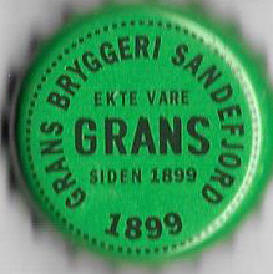 GRANS BRYGGERI SANDEFJORD
EKTE VARE
GRANS
SIDEN 1899
1899